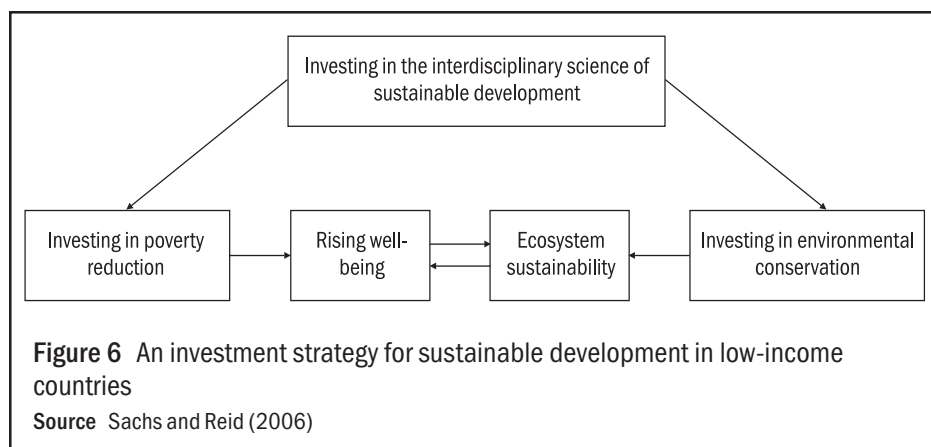 Investing in the interdisciplinary science of
sustainable development
Investing in poverty
reduction
Rising well-
being
Ecosystem
sustainability
Investing in environmental
conservation
Figure 6 An investment strategy for sustainable development in low-income
countries
Source Sachs and Reid (2006)